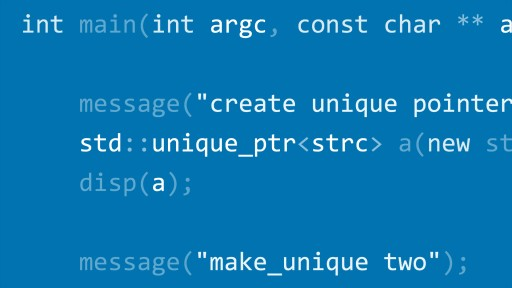 int main(int argc, const char ** a
message("create unique pointer
std::unique_ptr<strc> a(new st
disp(a);
message("make_unique two");